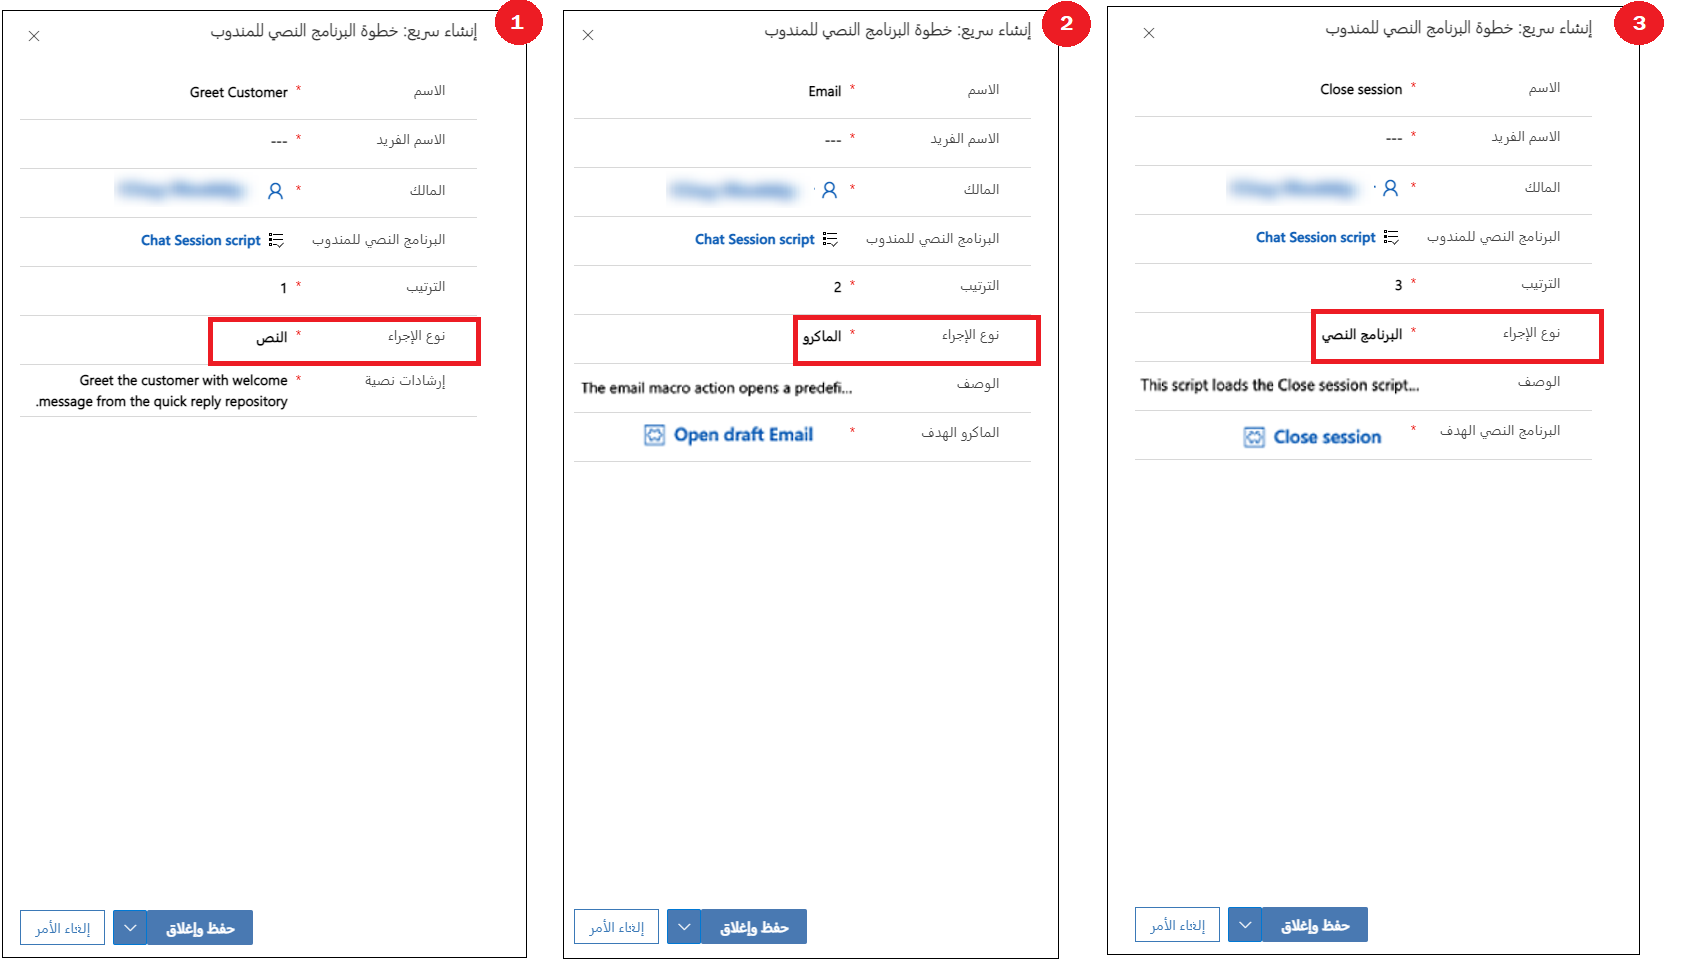 1
إنشاء سريع: خطوة البرنامج النصي للمندوب
الاسم * Greet Customer
الاسم الفريد * ---
المالك *
البرنامج النصي للمندوب Chat Session script
الترتيب * 1
نوع الإجراء * النص
إرشادات نصية * Greet the customer with welcome
message from the quick reply repository.
حفظ وإغلاق
إلغاء الأمر
2
إنشاء سريع: خطوة البرنامج النصي للمندوب
الاسم * Email
الاسم الفريد * ---
المالك *
البرنامج النصي للمندوب Chat Session script
الترتيب * 2
نوع الإجراء * الماكرو
الوصف The email macro action opens a predefi...
الماكرو الهدف * Open draft Email
حفظ وإغلاق
إلغاء الأمر
3
إنشاء سريع: خطوة البرنامج النصي للمندوب
الاسم * Close session
الاسم الفريد * ---
المالك *
البرنامج النصي للمندوب Chat Session script
الترتيب * 3
نوع الإجراء * البرنامج النصي
الوصف This script loads the Close session script...
البرنامج النصي الهدف * Close session
حفظ وإغلاق
إلغاء الأمر